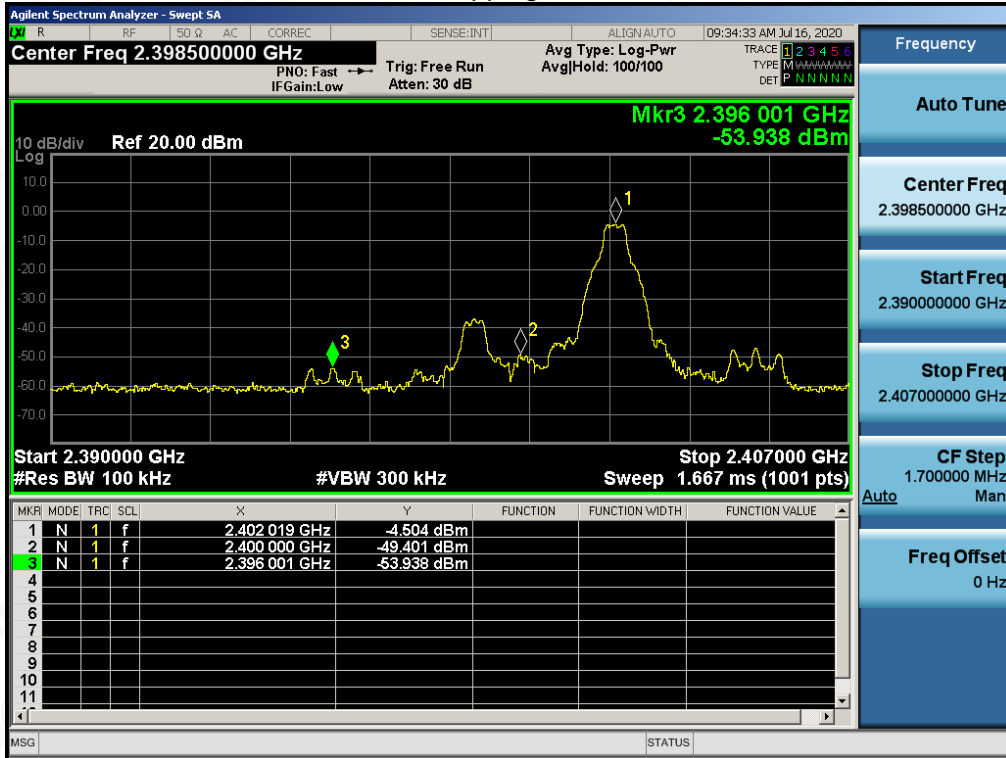 Agilent Spectrum Analyzer - Swept SA
LXI R RF 50 Ω AC CORREC SENSE:INT ALIGN AUTO 09:34:33 AM Jul 16, 2020
Center Freq 2.398500000 GHz
PNO: Fast
IFGain:Low
Trig: Free Run
Atten: 30 dB
Avg Type: Log-Pwr
Avg|Hold: 100/100
TRACE 1 2 3 4 5 6
TYPE M
DET P N N N N N
Mkr3 2.396 001 GHz
-53.938 dBm
10 dB/div Ref 20.00 dBm
Log
10.0
0.00
-10.0
-20.0
-30.0
-40.0
-50.0
-60.0
-70.0
1
2
3
Start 2.390000 GHz Stop 2.407000 GHz
#Res BW 100 kHz #VBW 300 kHz Sweep 1.667 ms (1001 pts)
MKR MODE TRC SCL X Y FUNCTION FUNCTION WIDTH FUNCTION VALUE
1 N 1 f 2.402 019 GHz -4.504 dBm
2 N 1 f 2.400 000 GHz -49.401 dBm
3 N 1 f 2.396 001 GHz -53.938 dBm
4
5
6
7
8
9
10
11
MSG STATUS
Frequency
Auto Tune
Center Freq
2.398500000 GHz
Start Freq
2.390000000 GHz
Stop Freq
2.407000000 GHz
CF Step
1.700000 MHz
Auto Man
Freq Offset
0 Hz